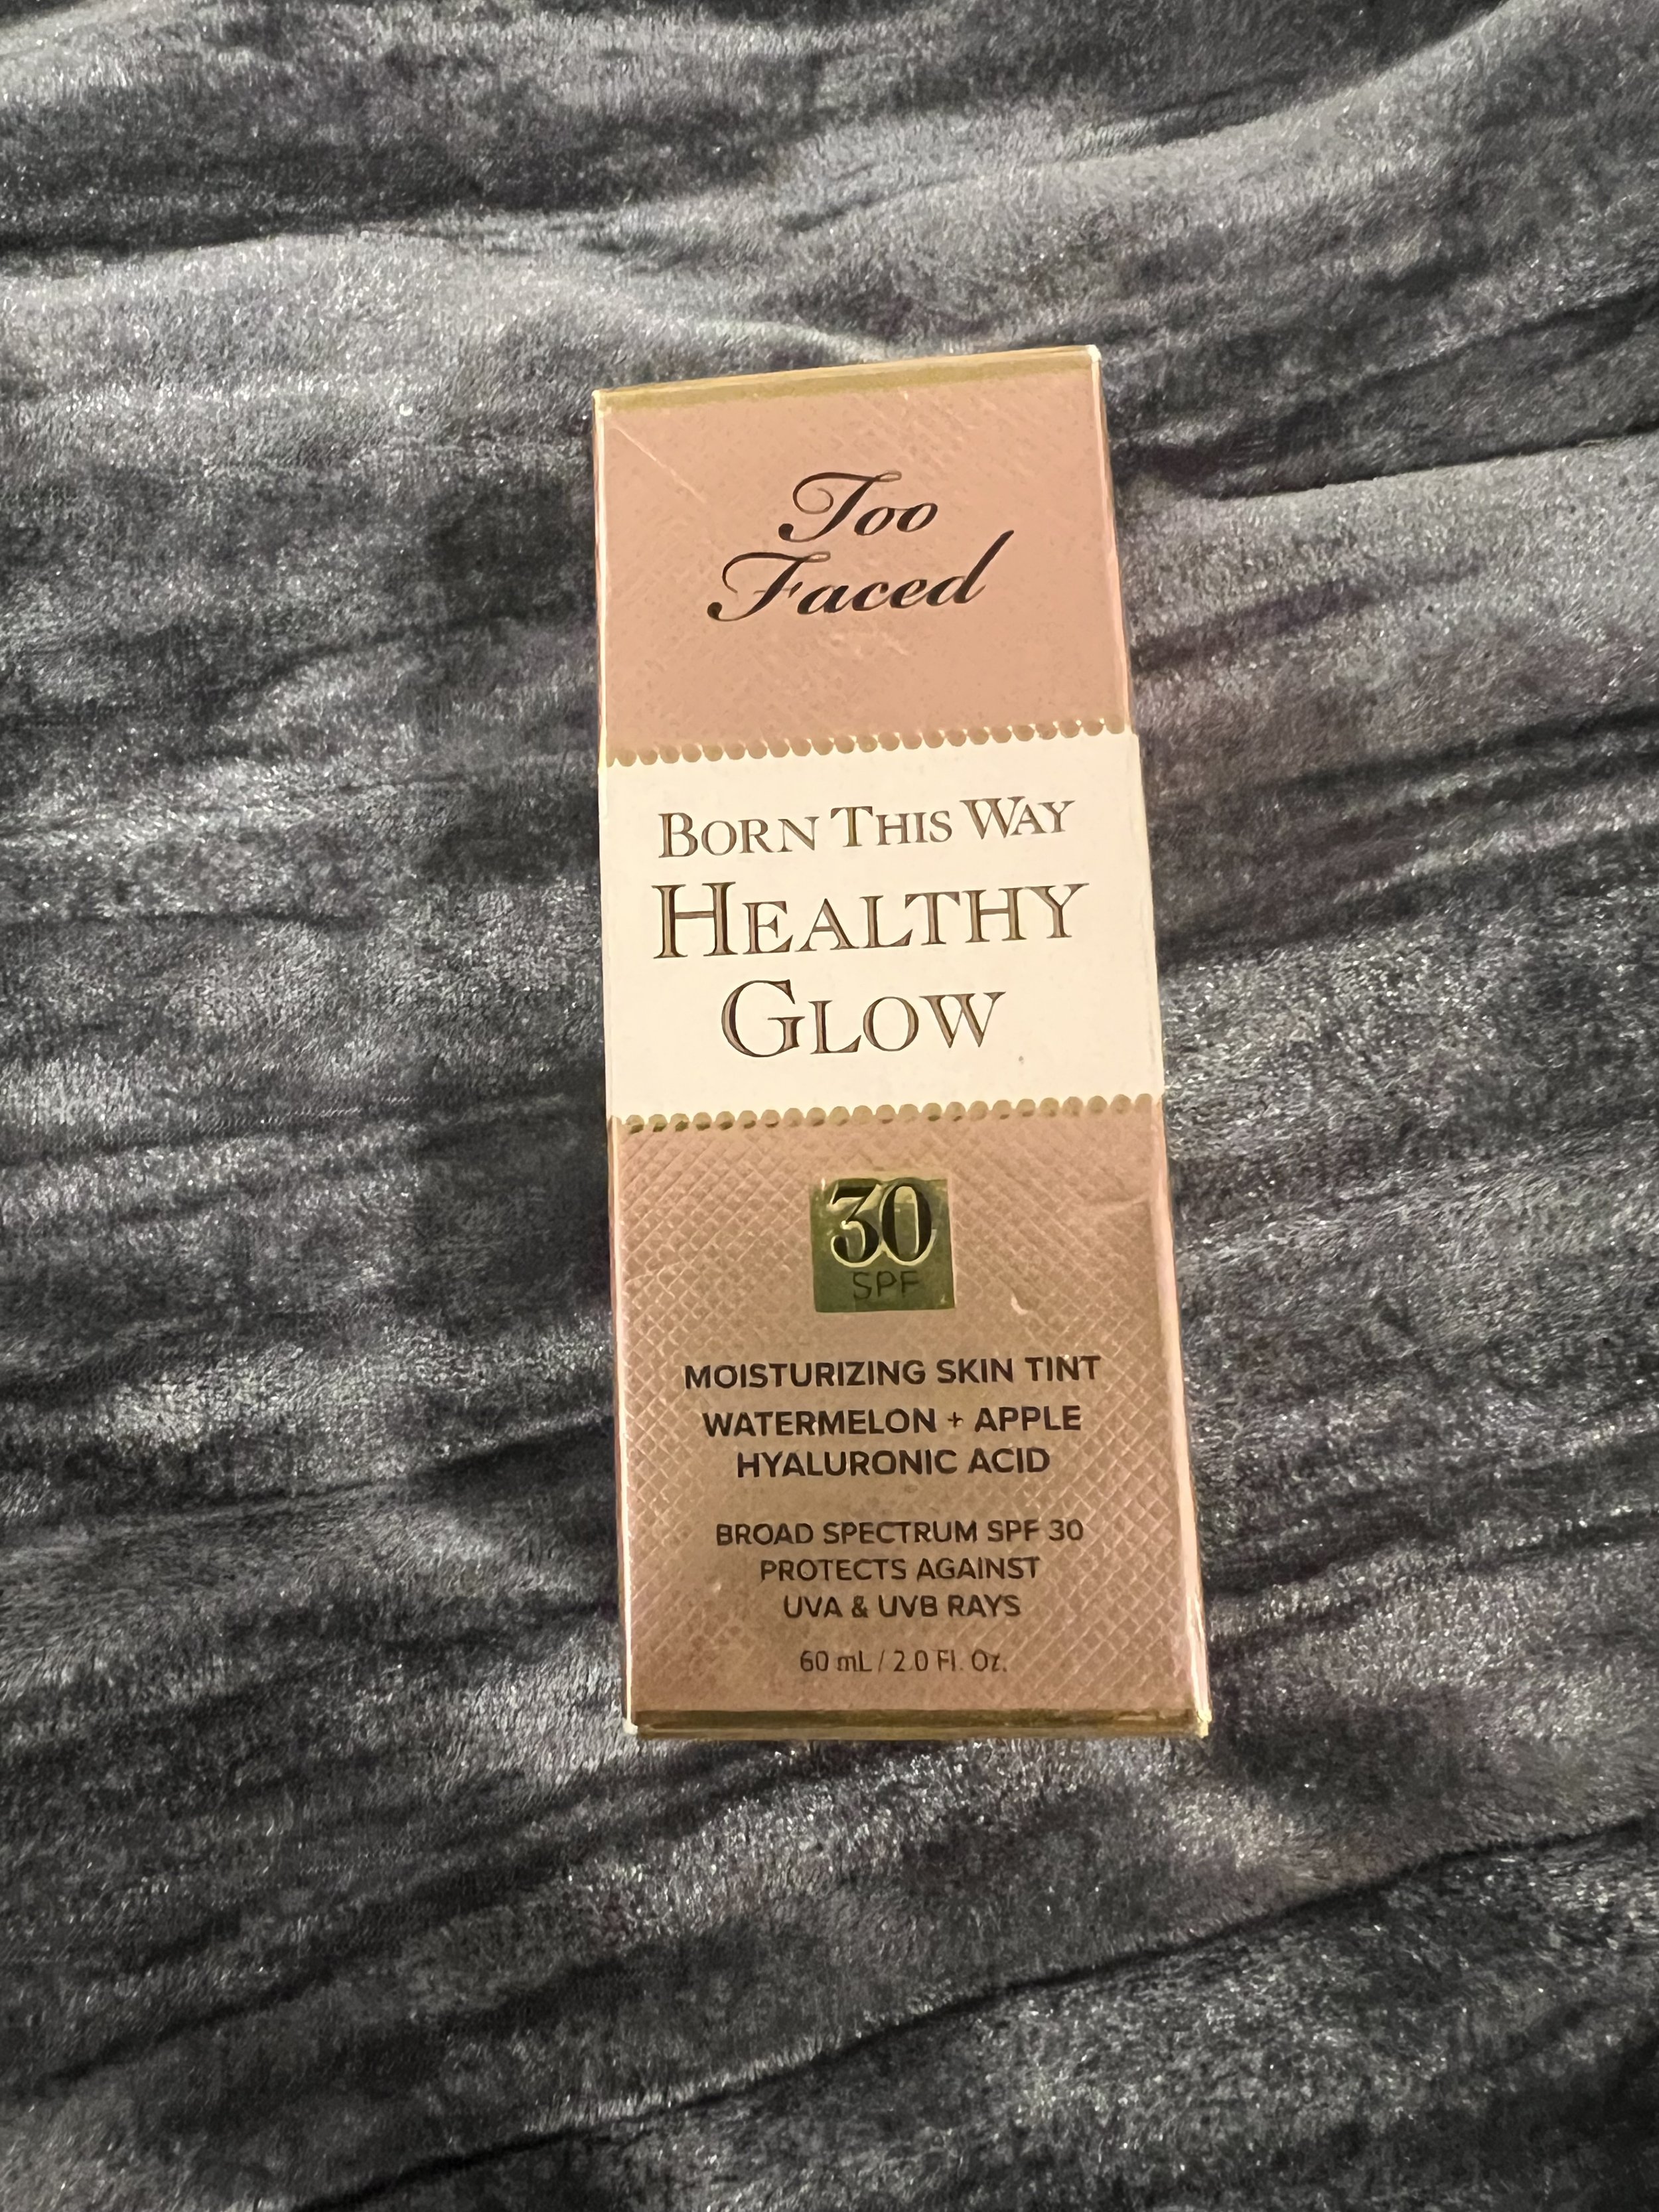 Too
Faced
BORN THIS WAY
HEALTHY
GLOW
30
SPF
MOISTURIZING SKIN TINT
WATERMELON + APPLE
HYALURONIC ACID
BROAD SPECTRUM SPF 30
PROTECTS AGAINST
UVA & UVB RAYS
60 mL / 2.0 Fl. Oz.